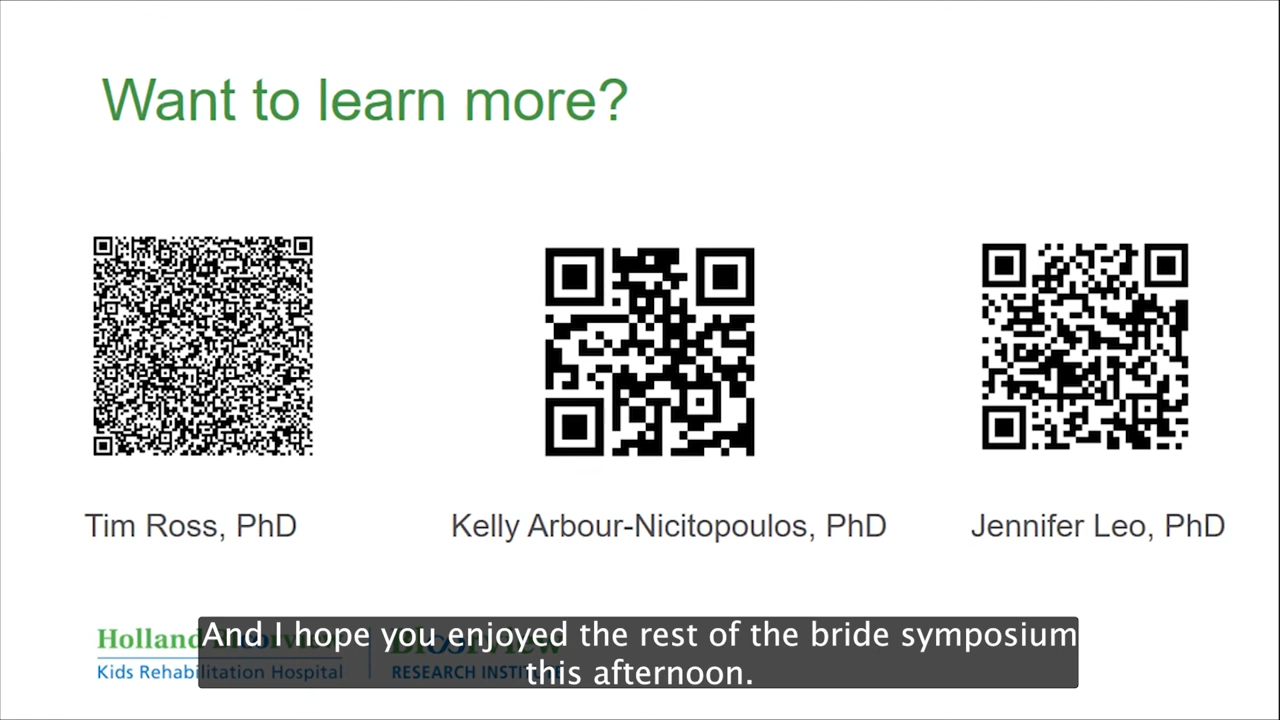 Want to learn more?
Tim Ross, PhD
Kelly Arbour-Nicitopoulos, PhD
Jennifer Leo, PhD
And I hope you enjoyed the rest of the bride symposium
this afternoon.
Holland
Kids Rehabilitation Hospital
RESEARCH